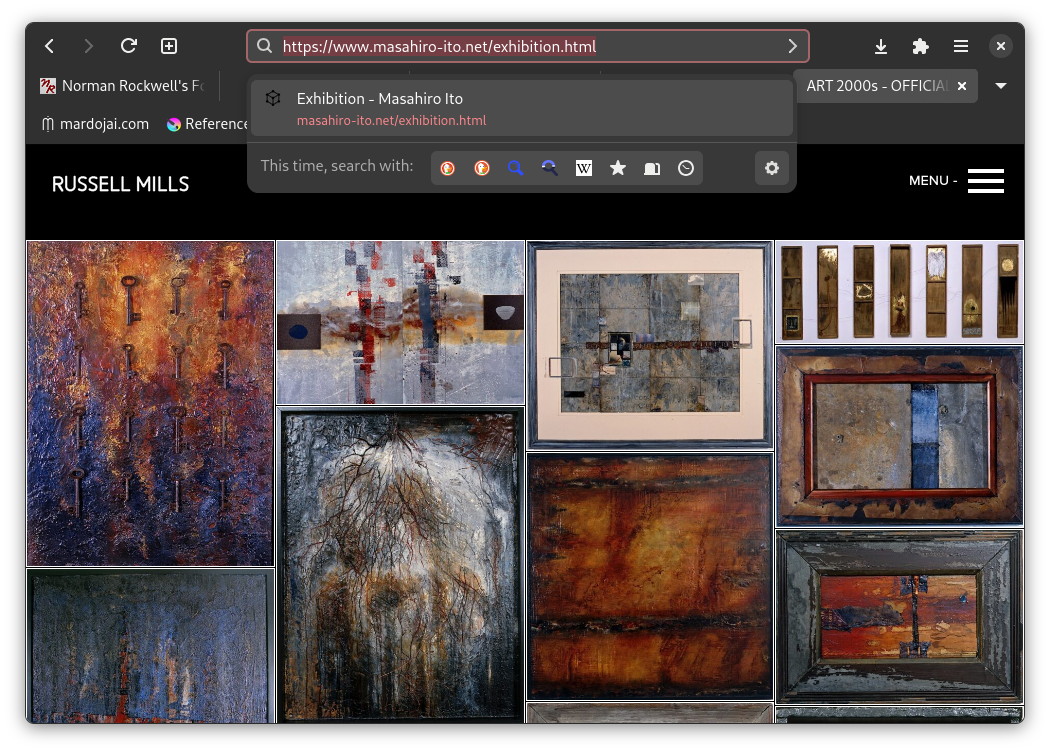 https://www.masahiro-ito.net/exhibition.html
Norman Rockwell's Fo
ART 2000s - OFFICIA
Exhibition - Masahiro Ito
masahiro-ito.net/exhibition.html
mardojai.com
Reference
This time, search with:
W
RUSSELL MILLS
MENU -